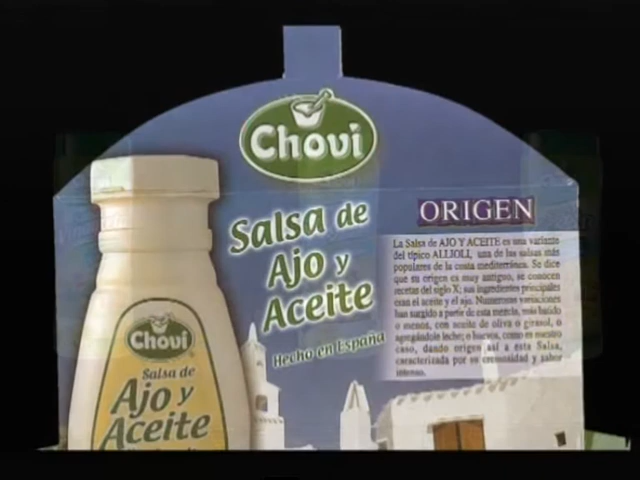 Chovi
Salsa de
Ajo y
Aceite
Hecho en España
ORIGEN
La Salsa de AJO Y ACEITE es una variante
del típico ALLIOLI, una de las salsas más
populares de la costa mediterránea. Se dice
que su origen es muy antiguo, se conocen
recetas del siglo X; sus ingredientes principales
eran el aceite y el ajo. Numerosas variaciones
han surgido a partir de esta mezcla, más batido
o menos, con aceite de oliva o girasol, o
agregándole leche; o huevos, como es nuestro
caso, dando origen así a esta Salsa,
caracterizada por su cremosidad y sabor
intenso.
Chovi
Salsa de
Ajo y
Aceite